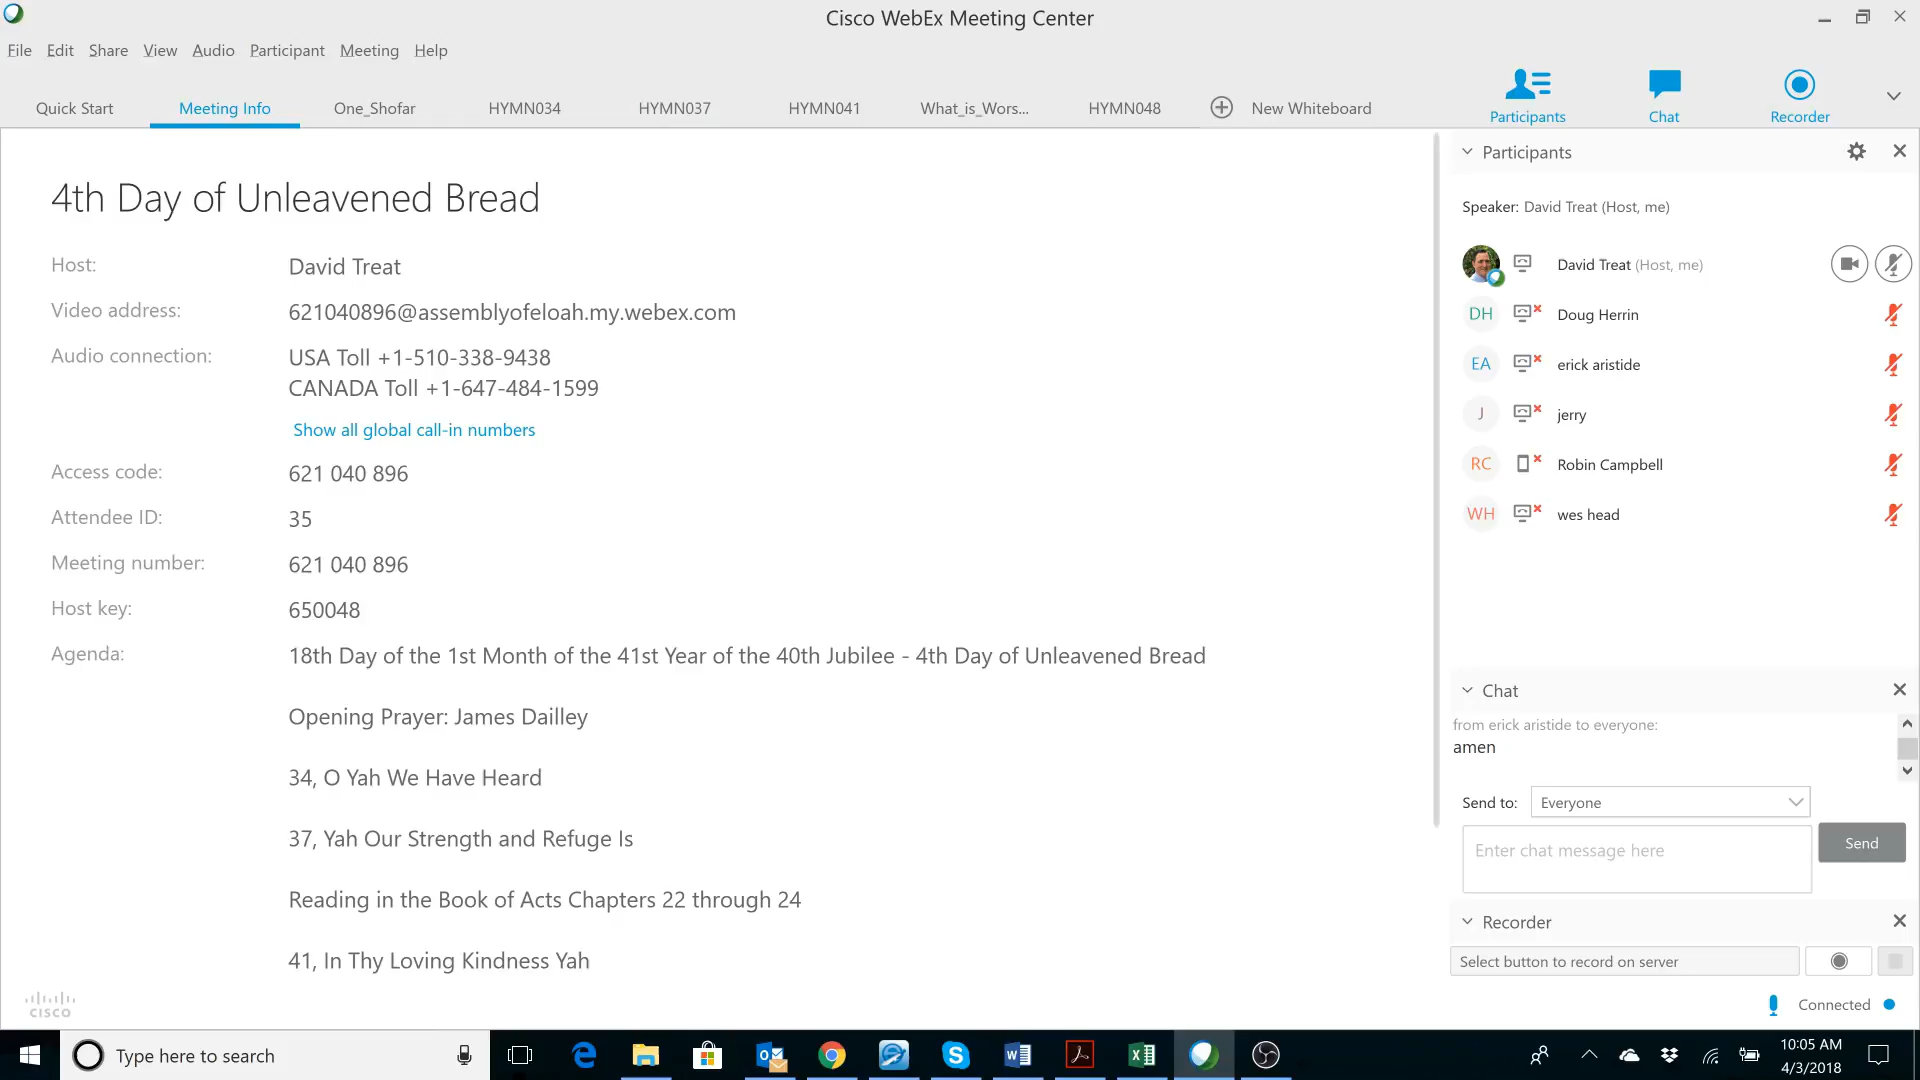 Cisco WebEx Meeting Center
File Edit Share View Audio Participant Meeting Help
Quick Start Meeting Info One_Shofar HYMN034 HYMN037 HYMN041 What_is_Wors... HYMN048 New Whiteboard
Participants Chat Recorder
4th Day of Unleavened Bread
Host: David Treat
Video address: 621040896@assemblyofeloah.my.webex.com
Audio connection: USA Toll +1-510-338-9438
CANADA Toll +1-647-484-1599
Show all global call-in numbers
Access code: 621 040 896
Attendee ID: 35
Meeting number: 621 040 896
Host key: 650048
Agenda: 18th Day of the 1st Month of the 41st Year of the 40th Jubilee - 4th Day of Unleavened Bread
Opening Prayer: James Dailley
34, O Yah We Have Heard
37, Yah Our Strength and Refuge Is
Reading in the Book of Acts Chapters 22 through 24
41, In Thy Loving Kindness Yah
CISCO
Participants
Speaker: David Treat (Host, me)
David Treat (Host, me)
DH Doug Herrin
EA erick aristide
J jerry
RC Robin Campbell
WH wes head
Chat
from erick aristide to everyone:
amen
Send to: Everyone
Enter chat message here
Send
Recorder
Select button to record on server
Connected
Type here to search
10:05 AM
4/3/2018